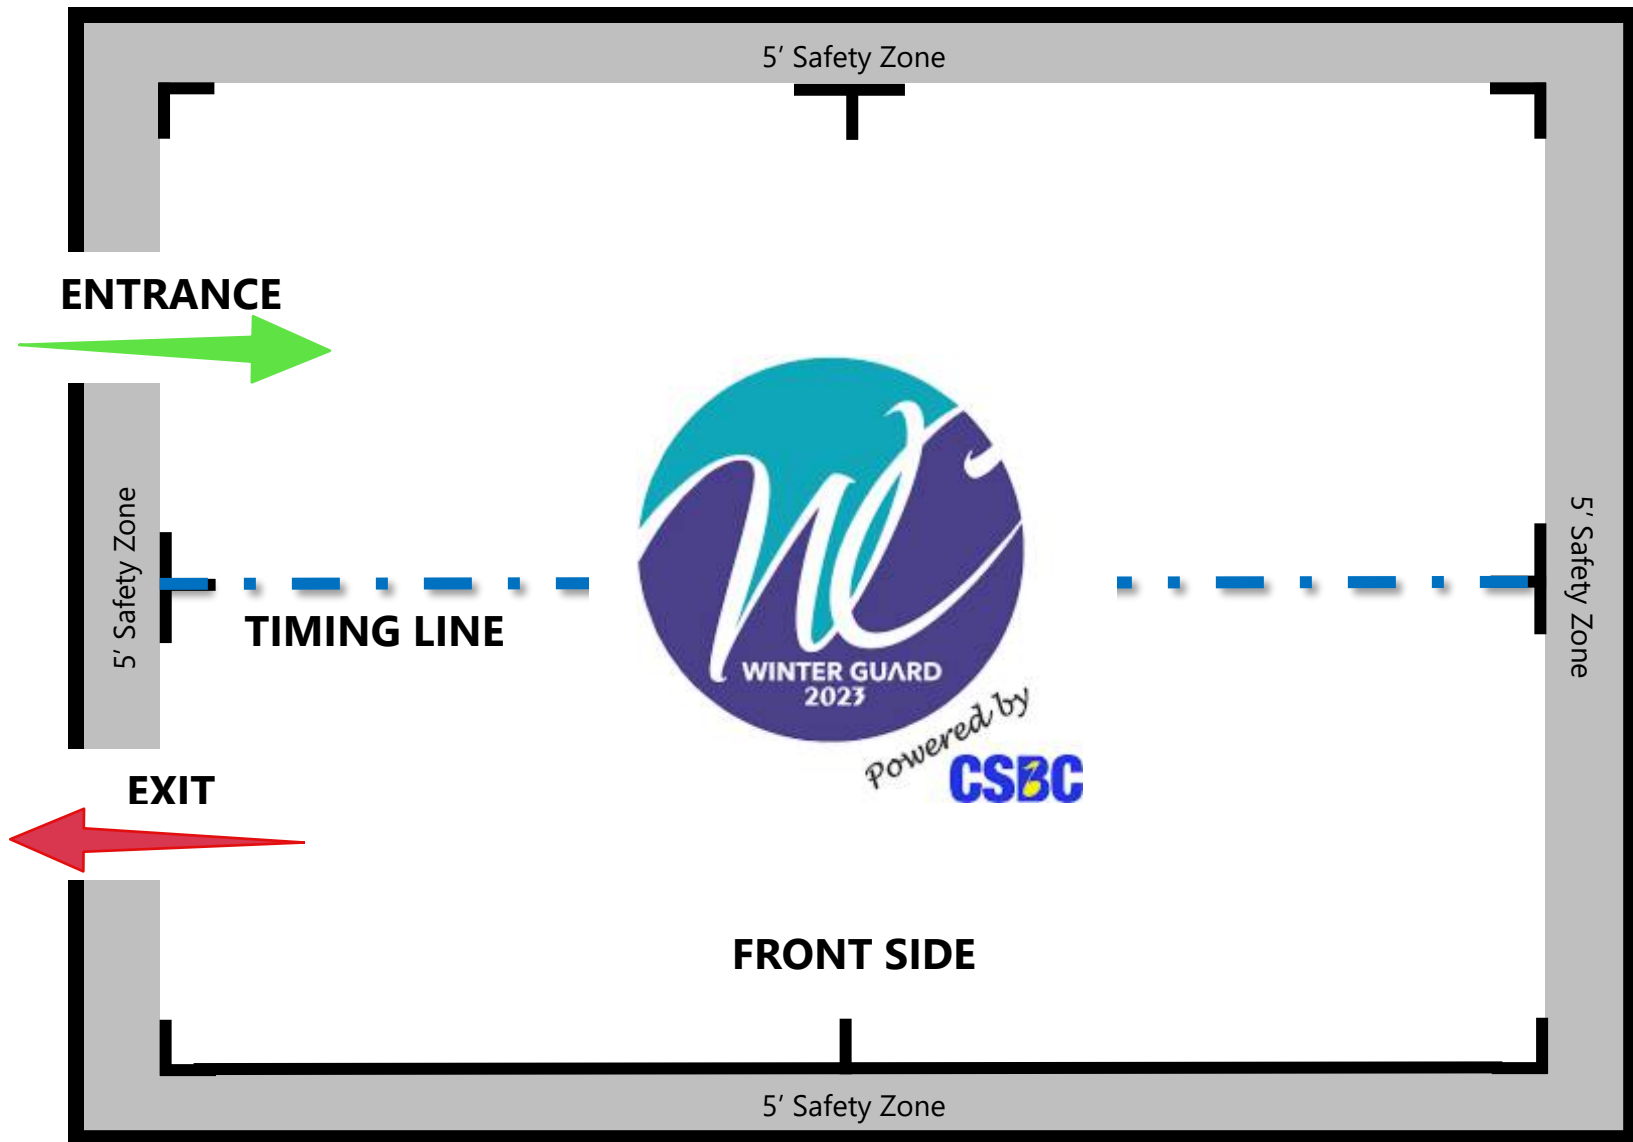 5’ Safety Zone
ENTRANCE
5’ Safety Zone
5’ Safety Zone
TIMING LINE
WC
WINTER GUARD
2023
Powered by
CSBC
EXIT
FRONT SIDE
5’ Safety Zone